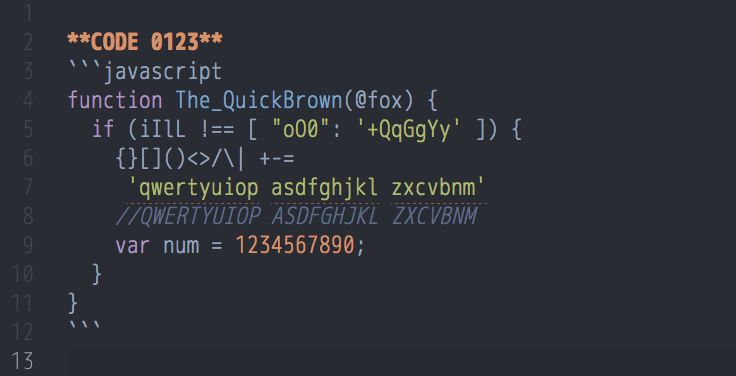 1
2 **CODE 0123**
3 ```javascript
4 function The_QuickBrown(@fox) {
5   if (iIlL !== [ "oO0": '+QqGgYy' ]) {
6     {}[]()<>/\| +-=
7      'qwertyuiop asdfghjkl zxcvbnm'
8     //QWERTYUIOP ASDFGHJKL ZXCVBNM
9     var num = 1234567890;
10   }
11 }
12 ```
13